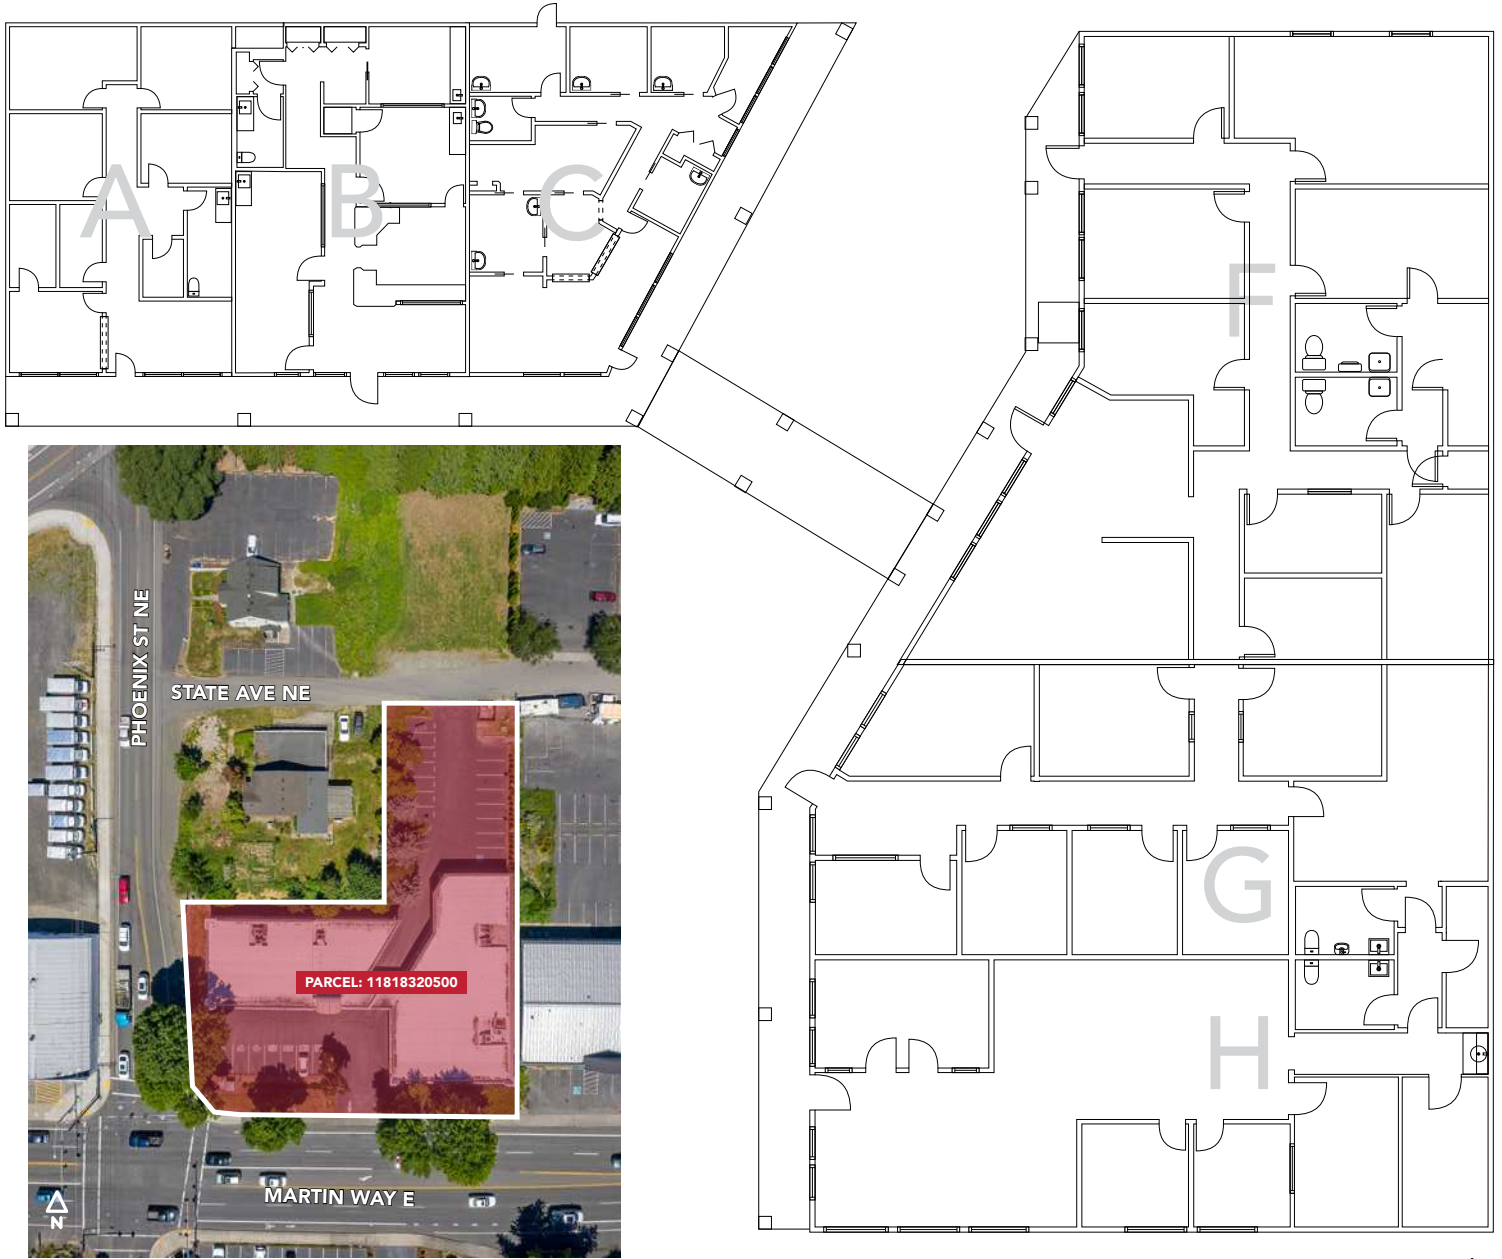 A
B
C
F
PHOENIX ST NE
STATE AVE NE
G
PARCEL: 11818320500
H
MARTIN WAY E
N